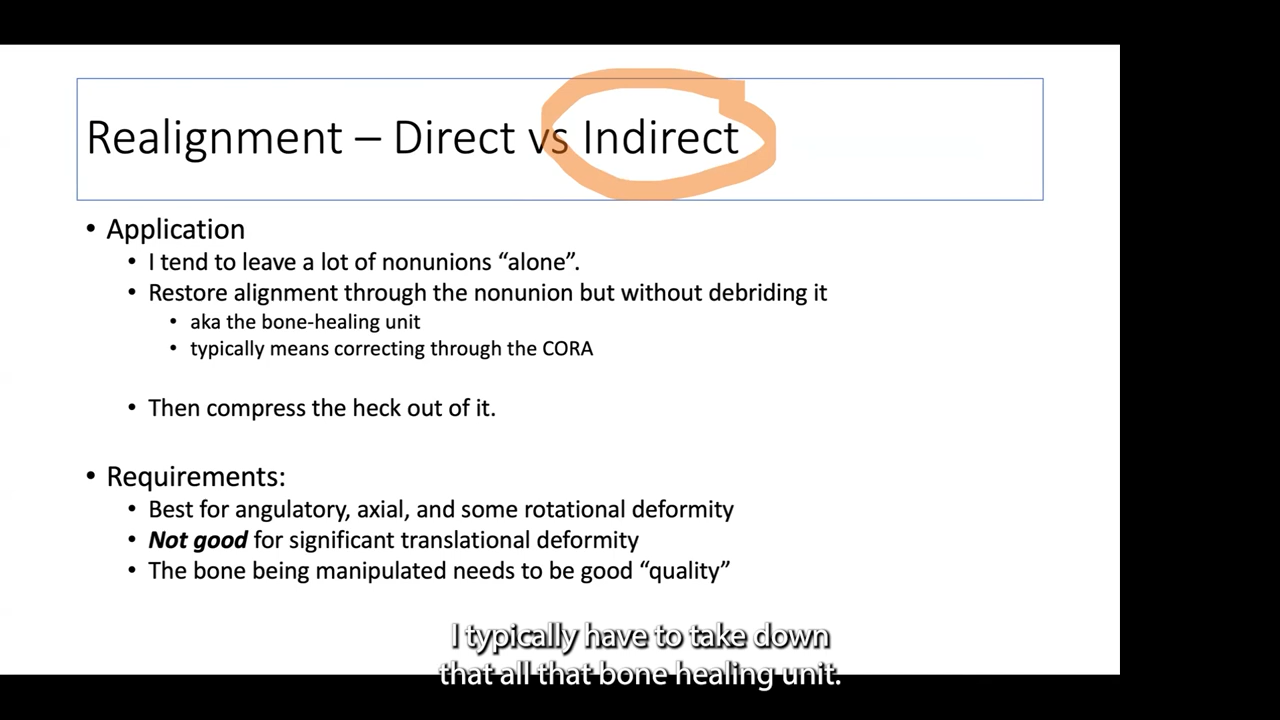 Realignment – Direct vs Indirect
• Application
• I tend to leave a lot of nonunions “alone”.
• Restore alignment through the nonunion but without debriding it
• aka the bone-healing unit
• typically means correcting through the CORA
• Then compress the heck out of it.
• Requirements:
• Best for angulatory, axial, and some rotational deformity
• Not good for significant translational deformity
• The bone being manipulated needs to be good “quality”
I typically have to take down
that all that bone healing unit.